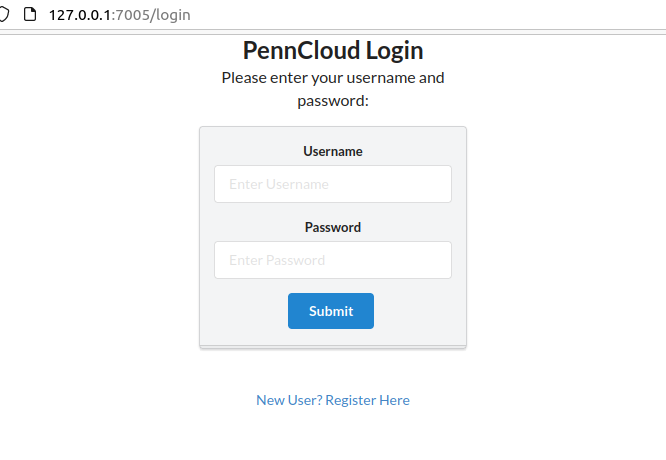 127.0.0.1:7005/login
PennCloud Login
Please enter your username and
password:
Username
Enter Username
Password
Enter Password
Submit
New User? Register Here